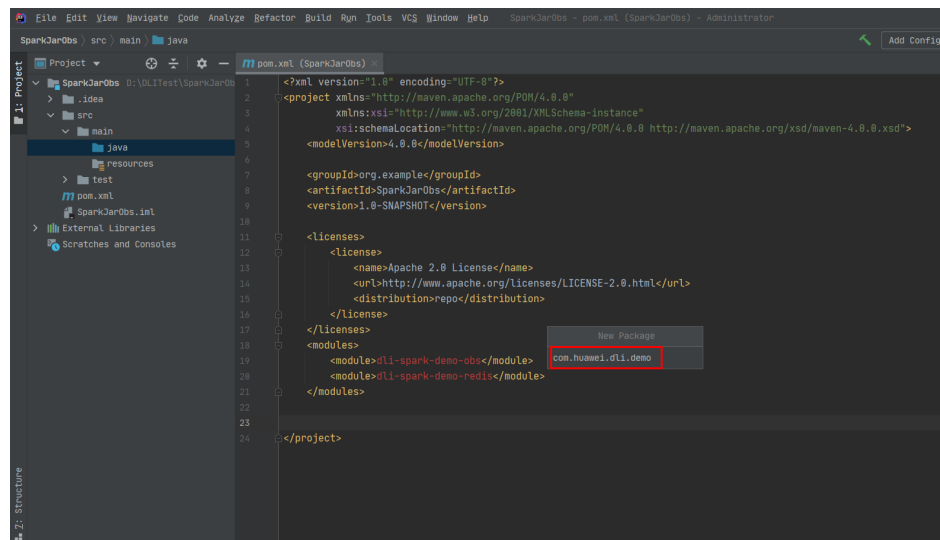 File Edit View Navigate Code Analyze Refactor Build Run Tools VCS Window Help SparkJarObs - pom.xml (SparkJarObs) - Administrator
SparkJarObs src main java Add Config
1: Project
Project
pom.xml (SparkJarObs)
SparkJarObs D:\DLITest\SparkJarOb
.idea
src
main
java
resources
test
pom.xml
SparkJarObs.iml
External Libraries
Scratches and Consoles
1 <?xml version="1.0" encoding="UTF-8"?>
2 <project xmlns="http://maven.apache.org/POM/4.0.0"
3 xmlns:xsi="http://www.w3.org/2001/XMLSchema-instance"
4 xsi:schemaLocation="http://maven.apache.org/POM/4.0.0 http://maven.apache.org/xsd/maven-4.0.0.xsd">
5 <modelVersion>4.0.0</modelVersion>
6
7 <groupId>org.example</groupId>
8 <artifactId>SparkJarObs</artifactId>
9 <version>1.0-SNAPSHOT</version>
10
11 <licenses>
12 <license>
13 <name>Apache 2.0 License</name>
14 <url>http://www.apache.org/licenses/LICENSE-2.0.html</url>
15 <distribution>repo</distribution>
16 </license>
17 </licenses>
18 <modules>
19 <module>dli-spark-demo-obs</module>
20 <module>dli-spark-demo-redis</module>
21 </modules>
22
23
24 </project>
New Package
com.huawei.dli.demo
Z: Structure